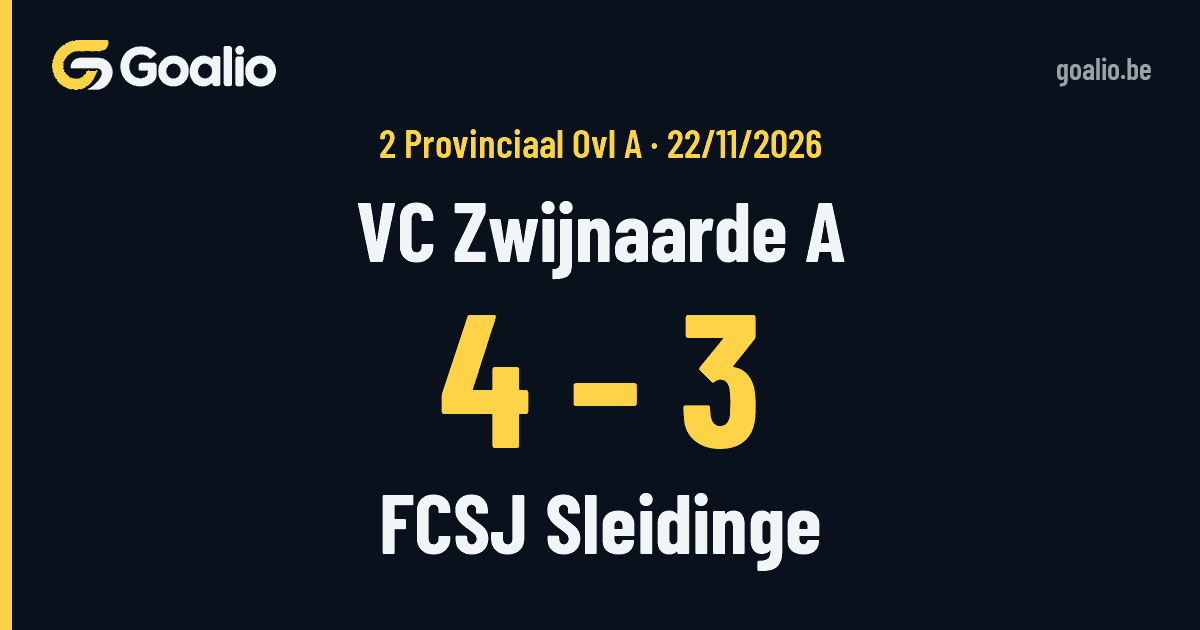 Goalio
goalio.be
2 Provinciaal Ovl A · 22/11/2026
VC Zwijnaarde A
4 – 3
FCSJ Sleidinge